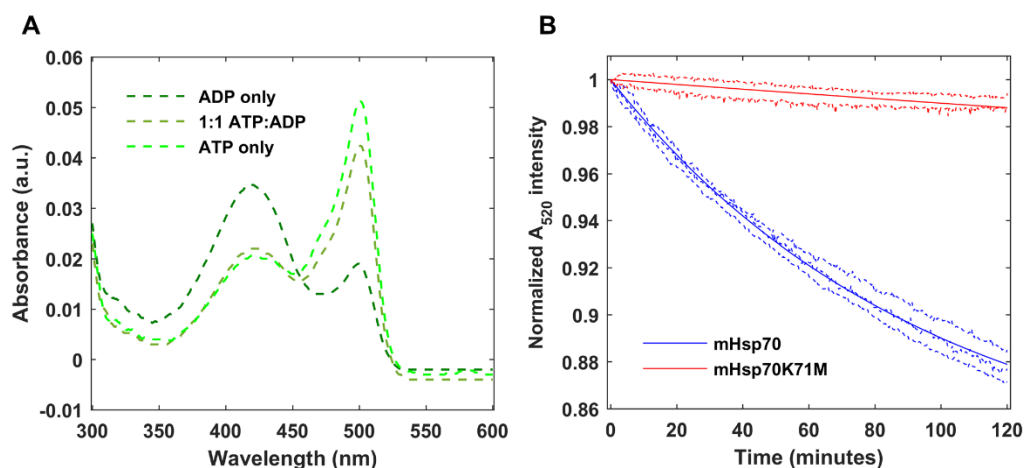 A
B
0.06
0.05
0.04
0.03
0.02
0.01
0
-0.01
Absorbance (a.u.)
ADP only
1:1 ATP:ADP
ATP only
300 350 400 450 500 550 600
Wavelength (nm)
1
0.98
0.96
0.94
0.92
0.9
0.88
0.86
Normalized A520 intensity
mHsp70
mHsp70K71M
0 20 40 60 80 100 120
Time (minutes)